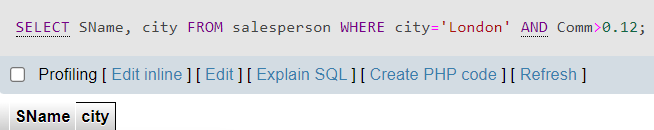 SELECT SName, city FROM salesperson WHERE city='London' AND Comm>0.12;
Profiling [ Edit inline ] [ Edit ] [ Explain SQL ] [ Create PHP code ] [ Refresh ]
SName city